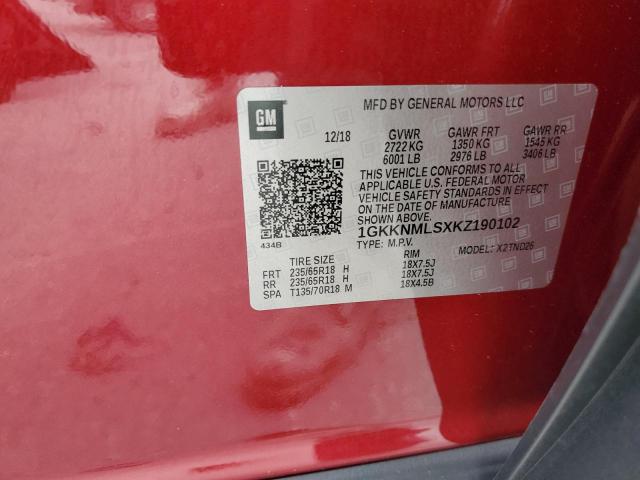 MFD BY GENERAL MOTORS LLC
GM
12/18 GVWR GAWR FRT GAWR RR
2722 KG 1350 KG 1545 KG
6001 LB 2976 LB 3406 LB
THIS VEHICLE CONFORMS TO ALL
APPLICABLE U.S. FEDERAL MOTOR
VEHICLE SAFETY STANDARDS IN EFFECT
ON THE DATE OF MANUFACTURE
SHOWN ABOVE.
1GKKNMLSXKZ190102
434B
TYPE: M.P.V. MODEL: X2TND26
TIRE SIZE RIM
FRT 235/65R18 H 18X7.5J
RR 235/65R18 H 18X7.5J
SPA T135/70R18 M 18X4.5B